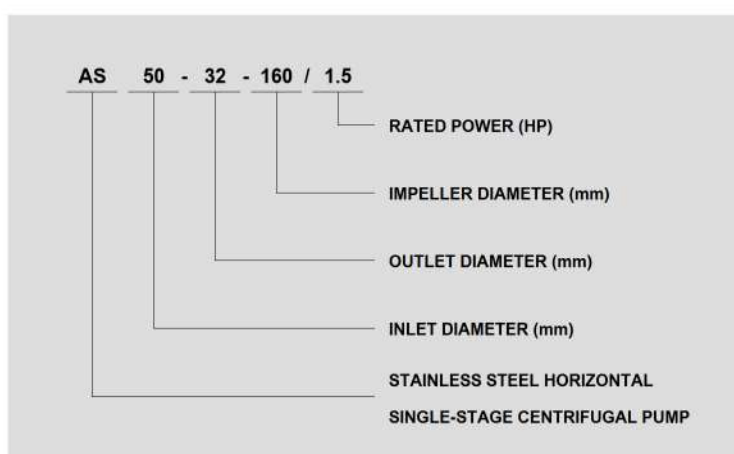 AS 50 - 32 - 160 / 1.5
RATED POWER (HP)
IMPELLER DIAMETER (mm)
OUTLET DIAMETER (mm)
INLET DIAMETER (mm)
STAINLESS STEEL HORIZONTAL
SINGLE-STAGE CENTRIFUGAL PUMP